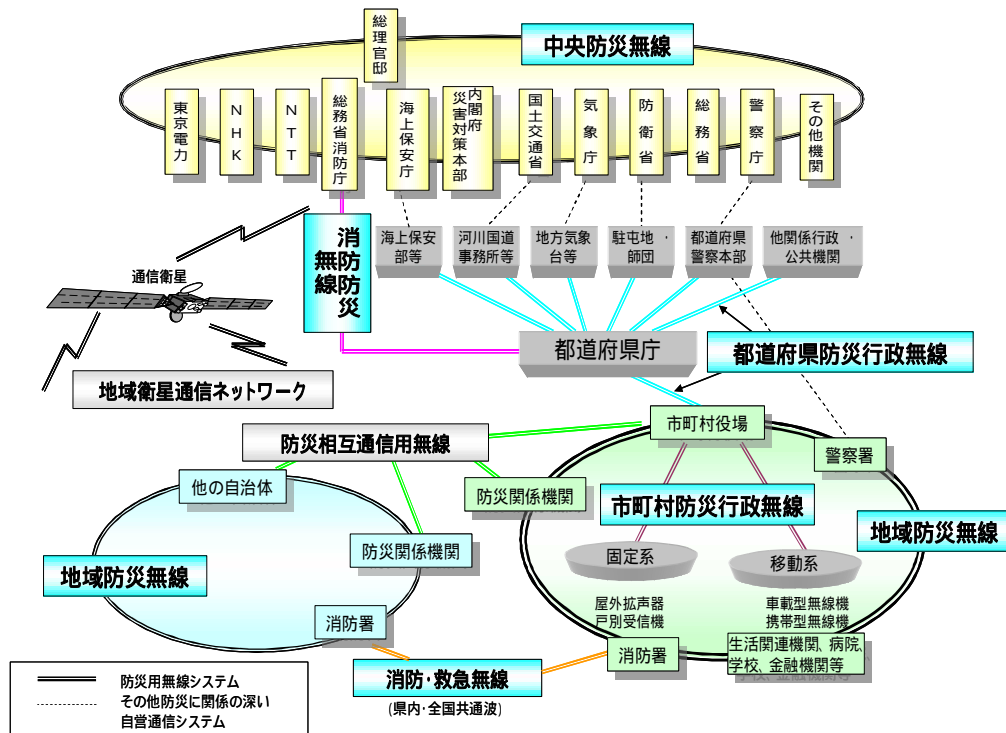 総理官邸
中央防災無線
東京電力
NHK
NTT
総務省消防庁
海上保安庁
内閣府
災害対策本部
国土交通省
気象庁
防衛省
総務省
警察庁
その他機関
消防防災
無線
海上保安
部等
河川国道
事務所等
地方気象
台等
駐屯地・
師団
都道府県
警察本部
他関係行政・
公共機関
通信衛星
都道府県庁
都道府県防災行政無線
地域衛星通信ネットワーク
市町村役場
防災相互通信用無線
警察署
他の自治体
防災関係機関
市町村防災行政無線
地域防災無線
防災関係機関
固定系
移動系
地域防災無線
屋外拡声器
戸別受信機
車載型無線機
携帯型無線機
消防署
消防署
生活関連機関、病院、
学校、金融機関等
消防・救急無線
(県内・全国共通波)
防災用無線システム
その他防災に関係の深い
自営通信システム